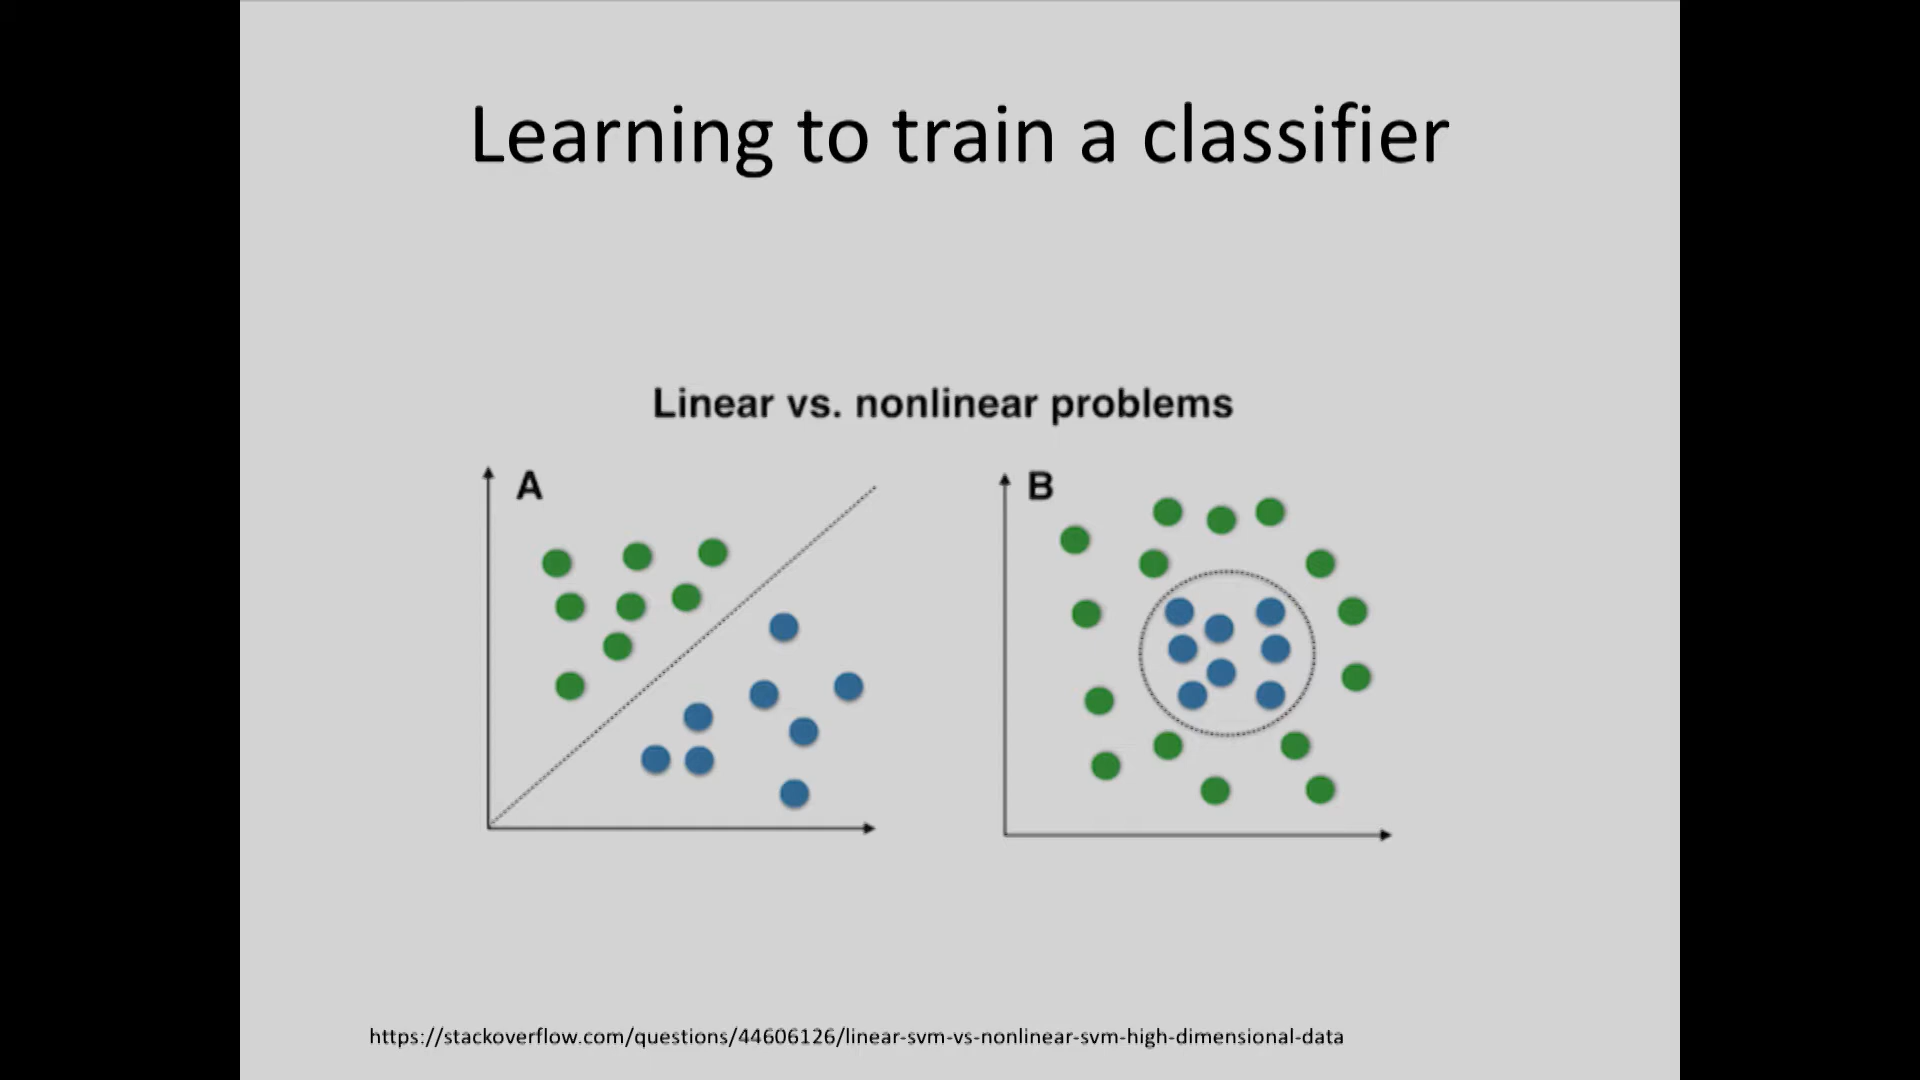 Learning to train a classifier
Linear vs. nonlinear problems
A
B
https://stackoverflow.com/questions/44606126/linear-svm-vs-nonlinear-svm-high-dimensional-data